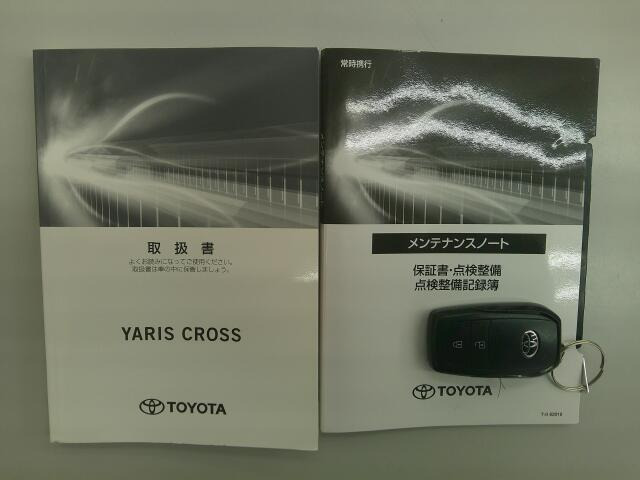 取扱書
よくお読みになってご使用ください。
取扱書は車の中に保管しましょう。
YARIS CROSS
TOYOTA
常時携行
メンテナンスノート
保証書・点検整備
点検整備記録簿
TOYOTA